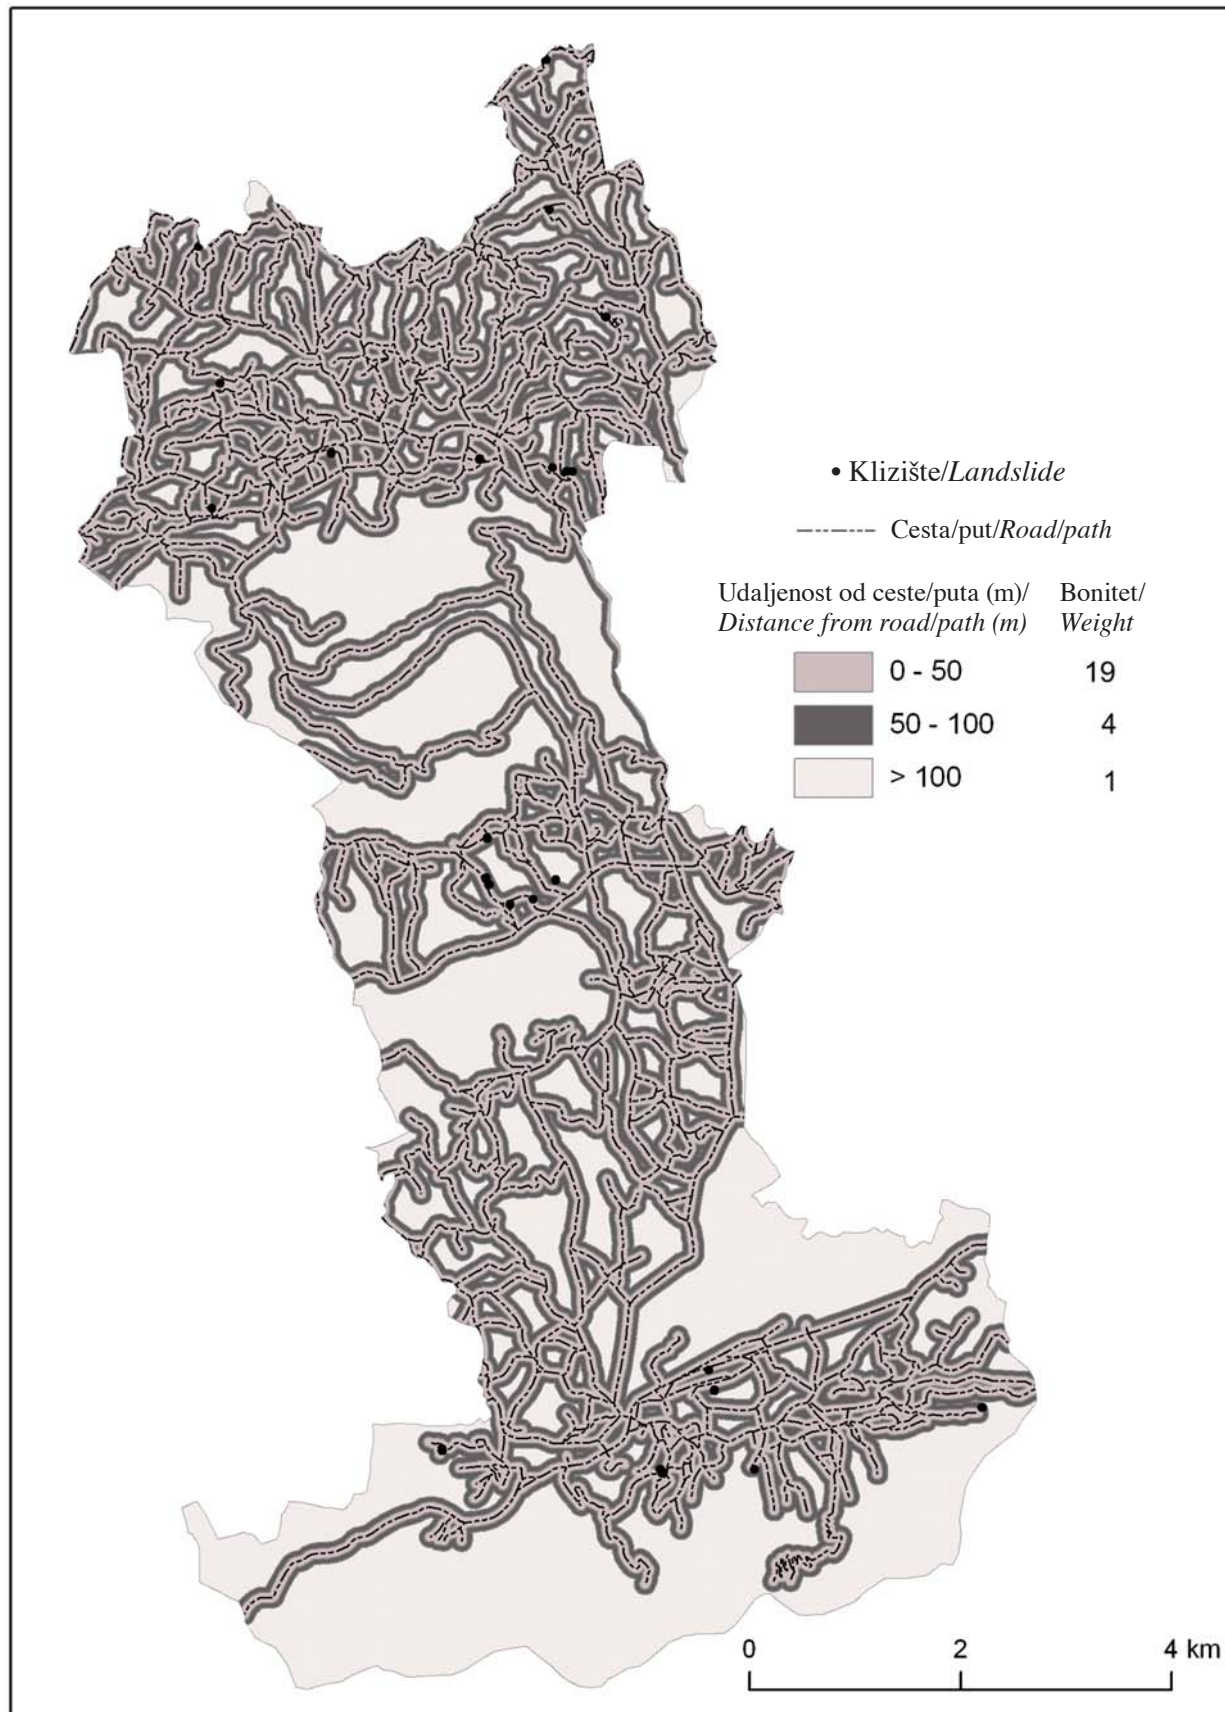 • Klizište/Landslide
Cesta/put/Road/path
Udaljenost od ceste/puta (m)/ Bonitet/
Distance from road/path (m) Weight
0 - 50 19
50 - 100 4
> 100 1
0 2 4 km